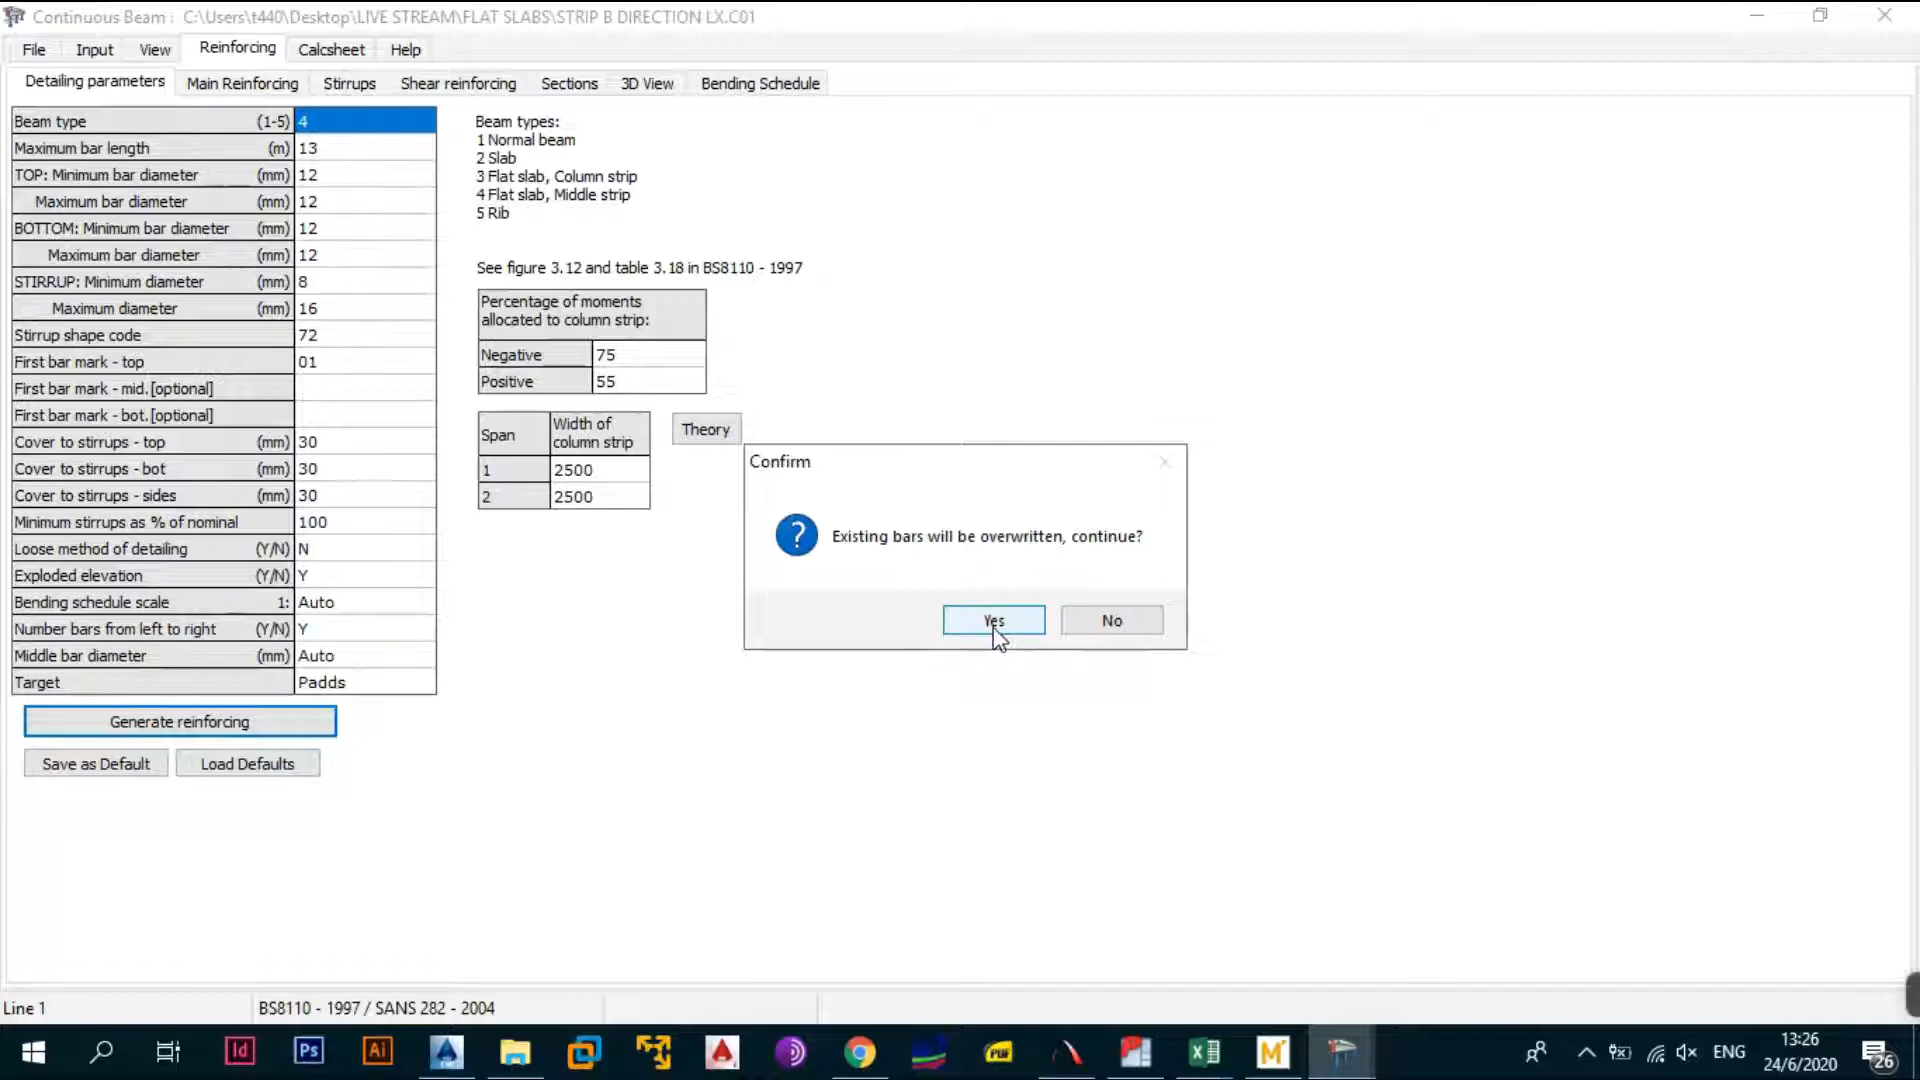 Continuous Beam : C:\Users\t440\Desktop\LIVE STREAM\FLAT SLABS\STRIP B DIRECTION LX.C01
File Input View Reinforcing Calcsheet Help
Detailing parameters Main Reinforcing Stirrups Shear reinforcing Sections 3D View Bending Schedule
Beam type (1-5) 4
Maximum bar length (m) 13
TOP: Minimum bar diameter (mm) 12
Maximum bar diameter (mm) 12
BOTTOM: Minimum bar diameter (mm) 12
Maximum bar diameter (mm) 12
STIRRUP: Minimum diameter (mm) 8
Maximum diameter (mm) 16
Stirrup shape code 72
First bar mark - top 01
First bar mark - mid.[optional]
First bar mark - bot.[optional]
Cover to stirrups - top (mm) 30
Cover to stirrups - bot (mm) 30
Cover to stirrups - sides (mm) 30
Minimum stirrups as % of nominal 100
Loose method of detailing (Y/N) N
Exploded elevation (Y/N) Y
Bending schedule scale 1: Auto
Number bars from left to right (Y/N) Y
Middle bar diameter (mm) Auto
Target Padds
Generate reinforcing
Save as Default Load Defaults
Beam types:
1 Normal beam
2 Slab
3 Flat slab, Column strip
4 Flat slab, Middle strip
5 Rib
See figure 3.12 and table 3.18 in BS8110 - 1997
Percentage of moments
allocated to column strip:
Negative 75
Positive 55
Span Width of
column strip
1 2500
2 2500
Theory
Confirm
Existing bars will be overwritten, continue?
Yes No
Line 1 BS8110 - 1997 / SANS 282 - 2004
Id Ps Ai PDF M ENG
13:26
24/6/2020
26